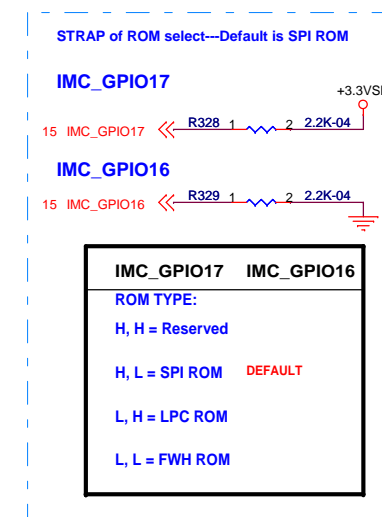 STRAP of ROM select---Default is SPI ROM
IMC_GPIO17
+3.3VSB
15 IMC_GPIO17 R328 1 2 2.2K-04
IMC_GPIO16
15 IMC_GPIO16 R329 1 2 2.2K-04
IMC_GPIO17 IMC_GPIO16
ROM TYPE:
H, H = Reserved
H, L = SPI ROM DEFAULT
L, H = LPC ROM
L, L = FWH ROM